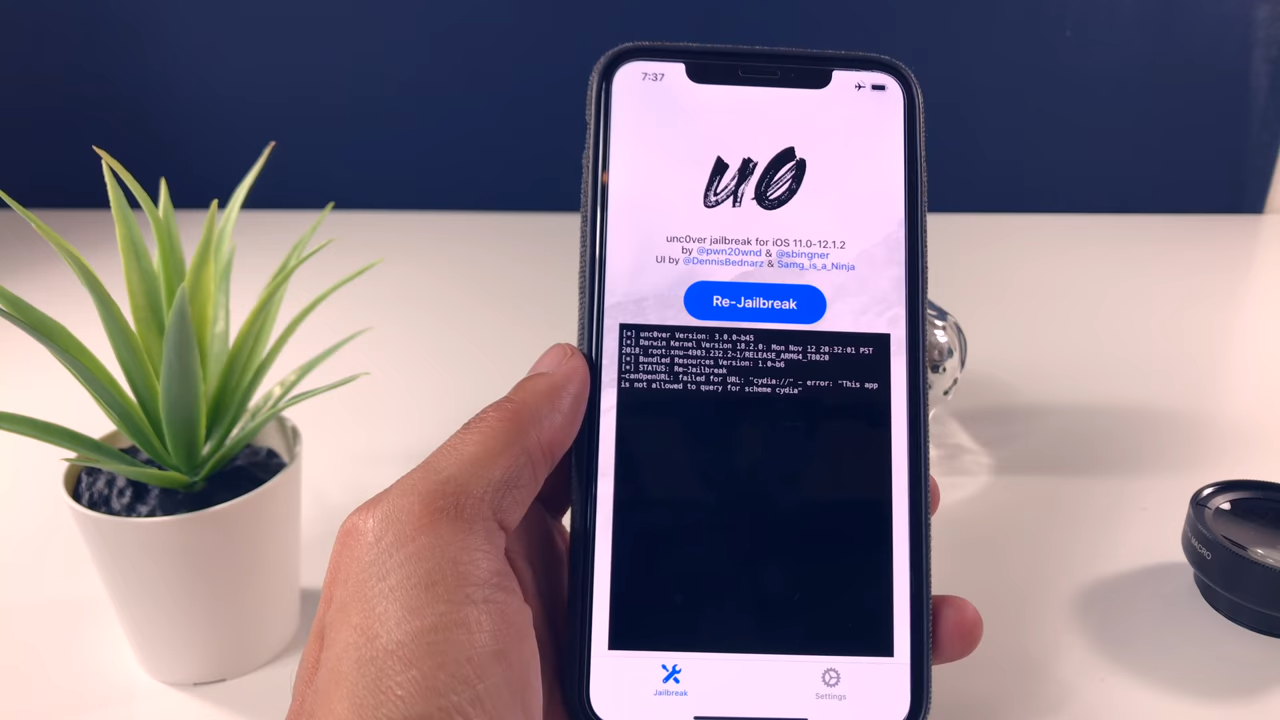 7:37
u0
unc0ver jailbreak for iOS 11.0-12.1.2
by @pwn20wnd & @sbingner
UI by @DennisBednarz & Samg_is_a_Ninja
Re-Jailbreak
[*] unc0ver Version: 3.0.0~b45
[*] Darwin Kernel Version 18.2.0: Mon Nov 12 20:32:01 PST
2018; root:xnu-4903.232.2~1/RELEASE_ARM64_T8020
[*] Bundled Resources Version: 1.0~b6
[*] STATUS: Re-Jailbreak
-canOpenURL: failed for URL: "cydia://" - error: "This app
is not allowed to query for scheme cydia"
Jailbreak
Settings
MACRO